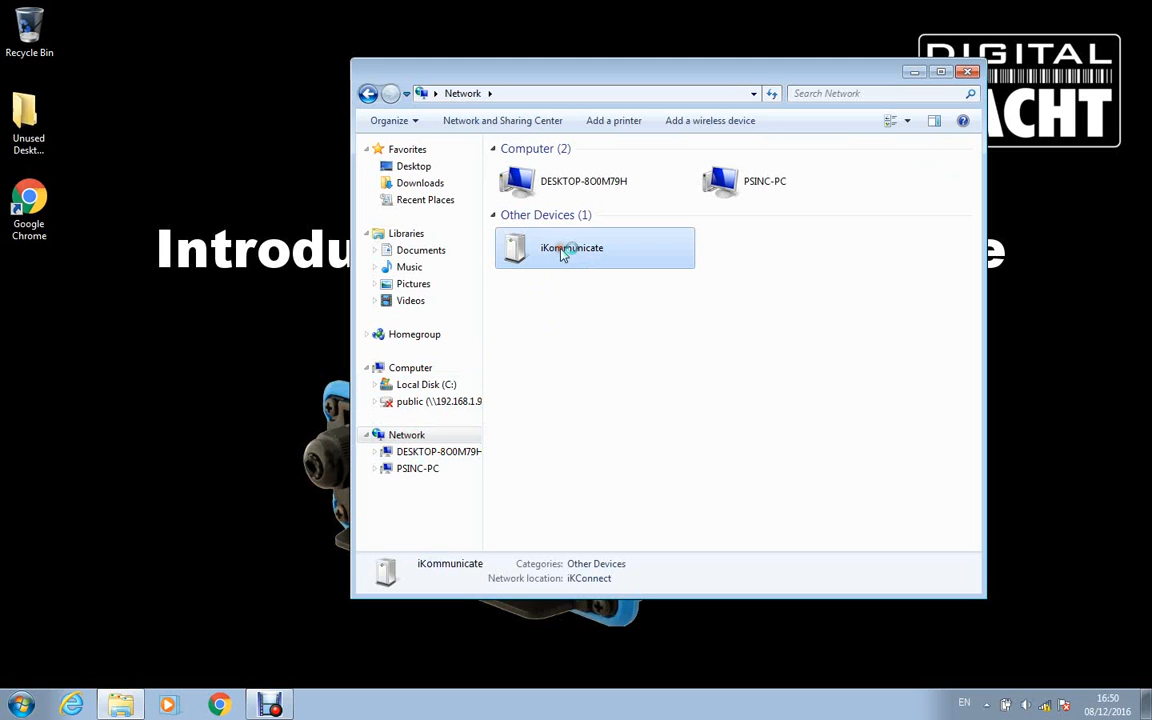 Recycle Bin
Unused
Deskt...
Google
Chrome
DIGITAL
ACHT
Introdu
e
Network
Search Network
Organize
Network and Sharing Center
Add a printer
Add a wireless device
Favorites
Desktop
Downloads
Recent Places
Libraries
Documents
Music
Pictures
Videos
Homegroup
Computer
Local Disk (C:)
public (\\192.168.1.9
Network
DESKTOP-8O0M79H
PSINC-PC
Computer (2)
DESKTOP-8O0M79H
PSINC-PC
Other Devices (1)
iKommunicate
iKommunicate
Categories: Other Devices
Network location: iKConnect
EN
16:50
08/12/2016